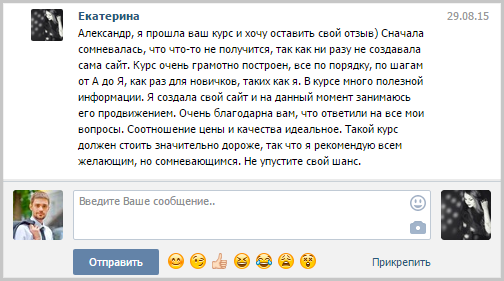 Екатерина 29.08.15
Александр, я прошла ваш курс и хочу оставить свой отзыв) Сначала
сомневалась, что что-то не получится, так как ни разу не создавала
сама сайт. Курс очень грамотно построен, все по порядку, по шагам
от А до Я, как раз для новичков, таких как я. В курсе много полезной
информации. Я создала свой сайт и на данный момент занимаюсь
его продвижением. Очень благодарна вам, что ответили на все мои
вопросы. Соотношение цены и качества идеальное. Такой курс
должен стоить значительно дороже, так что я рекомендую всем
желающим, но сомневающимся. Не упустите свой шанс.
Введите Ваше сообщение..
Отправить Прикрепить